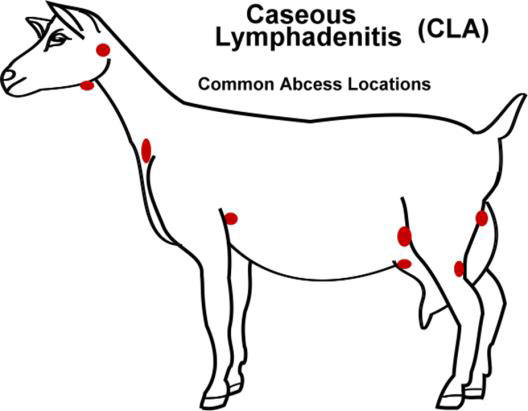 Caseous
Lymphadenitis (CLA)
Common Abcess Locations